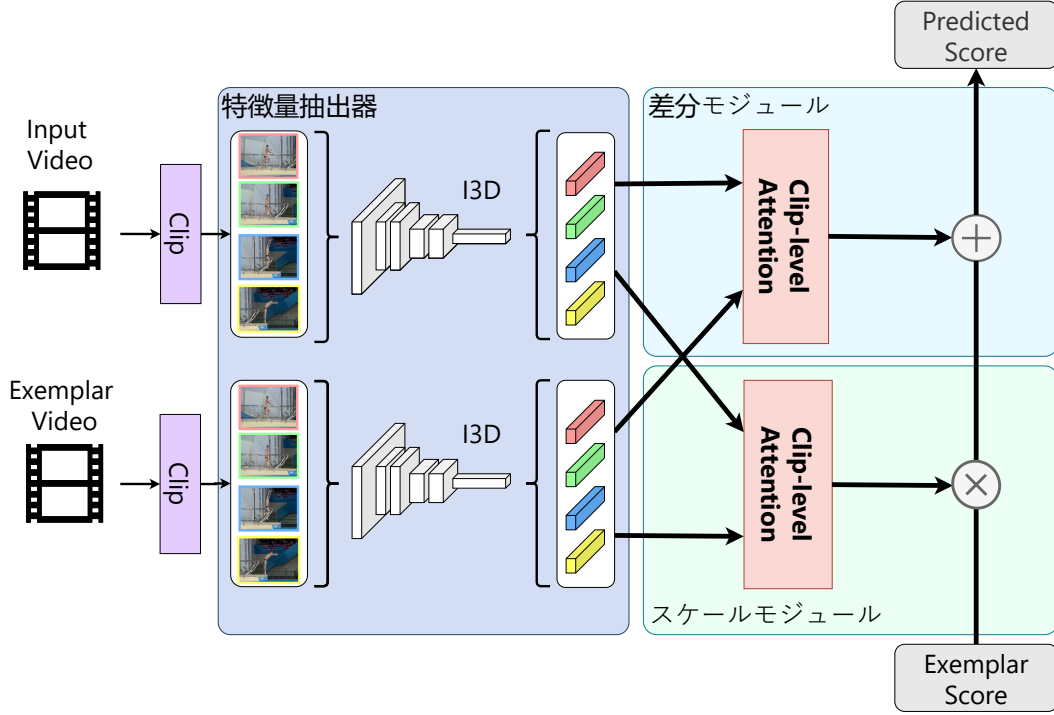 Predicted
Score
特徴量抽出器
差分モジュール
Input
Video
Clip
I3D
Clip-level
Attention
Exemplar
Video
Clip
I3D
Clip-level
Attention
スケールモジュール
Exemplar
Score